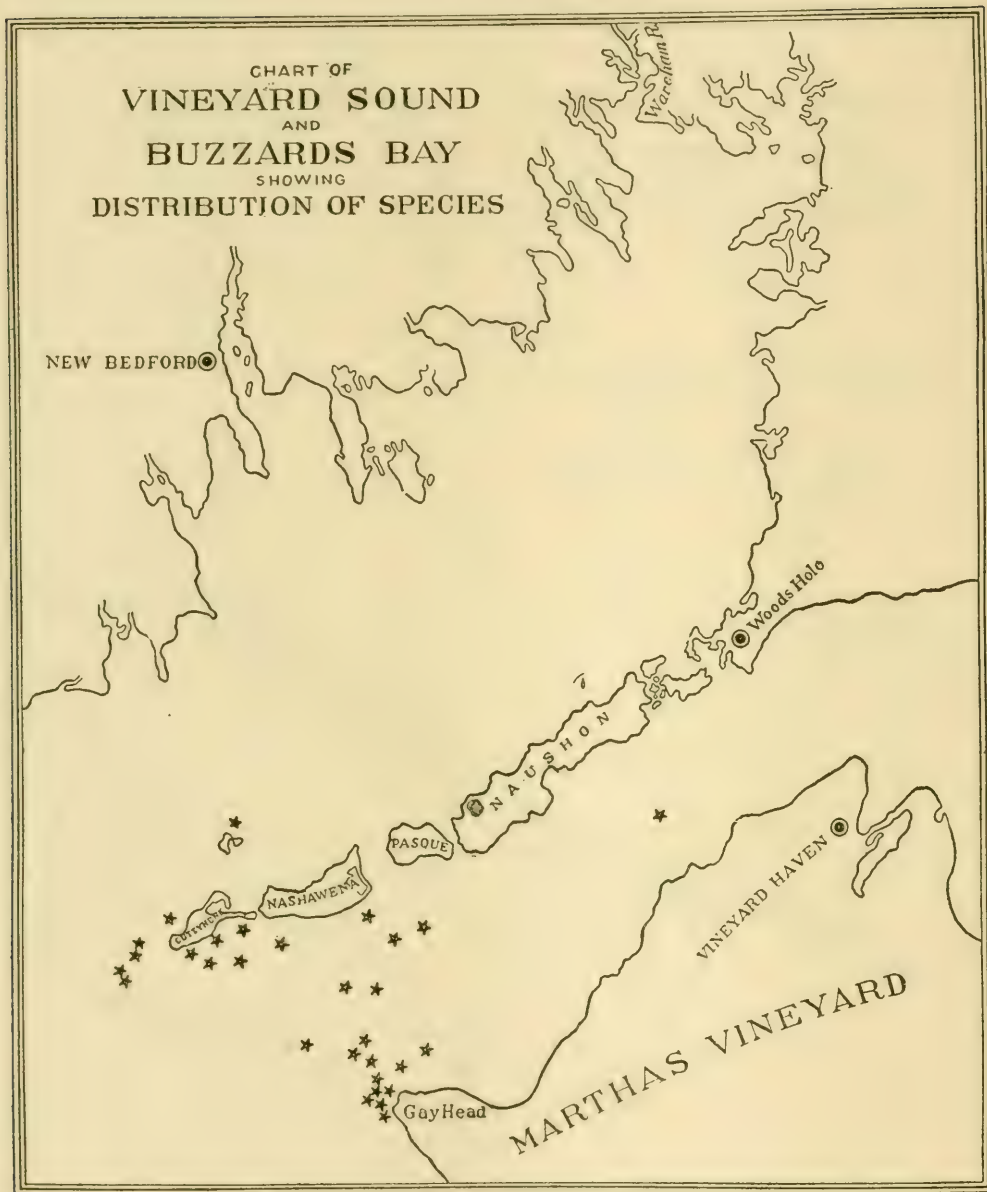 CHART OF
VINEYARD SOUND
AND
BUZZARDS BAY
SHOWING
DISTRIBUTION OF SPECIES
Wareham R.
NEW BEDFORD
Woods Hole
NAUSHON
PASQUE
NASHAWENA
CUTTYHUNK
VINEYARD HAVEN
MARTHAS VINEYARD
Gay Head